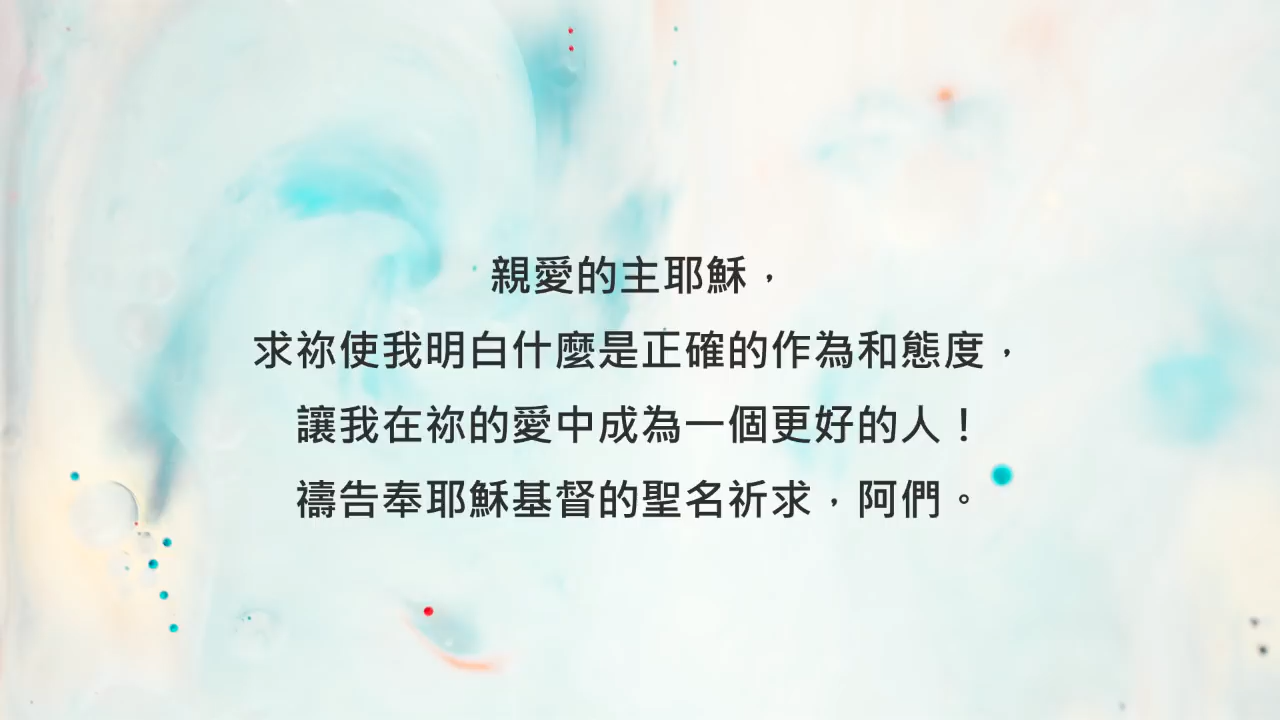 親愛的主耶穌，
求祢使我明白什麼是正確的作為和態度，
讓我在祢的愛中成為一個更好的人！
禱告奉耶穌基督的聖名祈求，阿們。